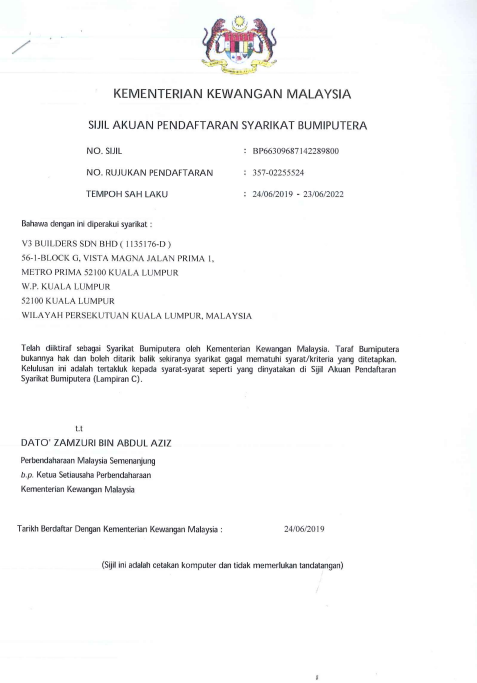 KEMENTERIAN KEWANGAN MALAYSIA
SIJIL AKUAN PENDAFTARAN SYARIKAT BUMIPUTERA
NO. SIJIL : BP66309687142289800
NO. RUJUKAN PENDAFTARAN : 357-02255524
TEMPOH SAH LAKU : 24/06/2019 - 23/06/2022
Bahawa dengan ini diperakui syarikat :
V3 BUILDERS SDN BHD ( 1135176-D )
56-1-BLOCK G, VISTA MAGNA JALAN PRIMA 1,
METRO PRIMA 52100 KUALA LUMPUR
W.P. KUALA LUMPUR
52100 KUALA LUMPUR
WILAYAH PERSEKUTUAN KUALA LUMPUR, MALAYSIA
Telah diiktiraf sebagai Syarikat Bumiputera oleh Kementerian Kewangan Malaysia. Taraf Bumiputera
bukannya hak dan boleh ditarik balik sekiranya syarikat gagal mematuhi syarat/kriteria yang ditetapkan.
Kelulusan ini adalah tertakluk kepada syarat-syarat seperti yang dinyatakan di Sijil Akuan Pendaftaran
Syarikat Bumiputera (Lampiran C).
t.t
DATO' ZAMZURI BIN ABDUL AZIZ
Perbendaharaan Malaysia Semenanjung
b.p. Ketua Setiausaha Perbendaharaan
Kementerian Kewangan Malaysia
Tarikh Berdaftar Dengan Kementerian Kewangan Malaysia : 24/06/2019
(Sijil ini adalah cetakan komputer dan tidak memerlukan tandatangan)